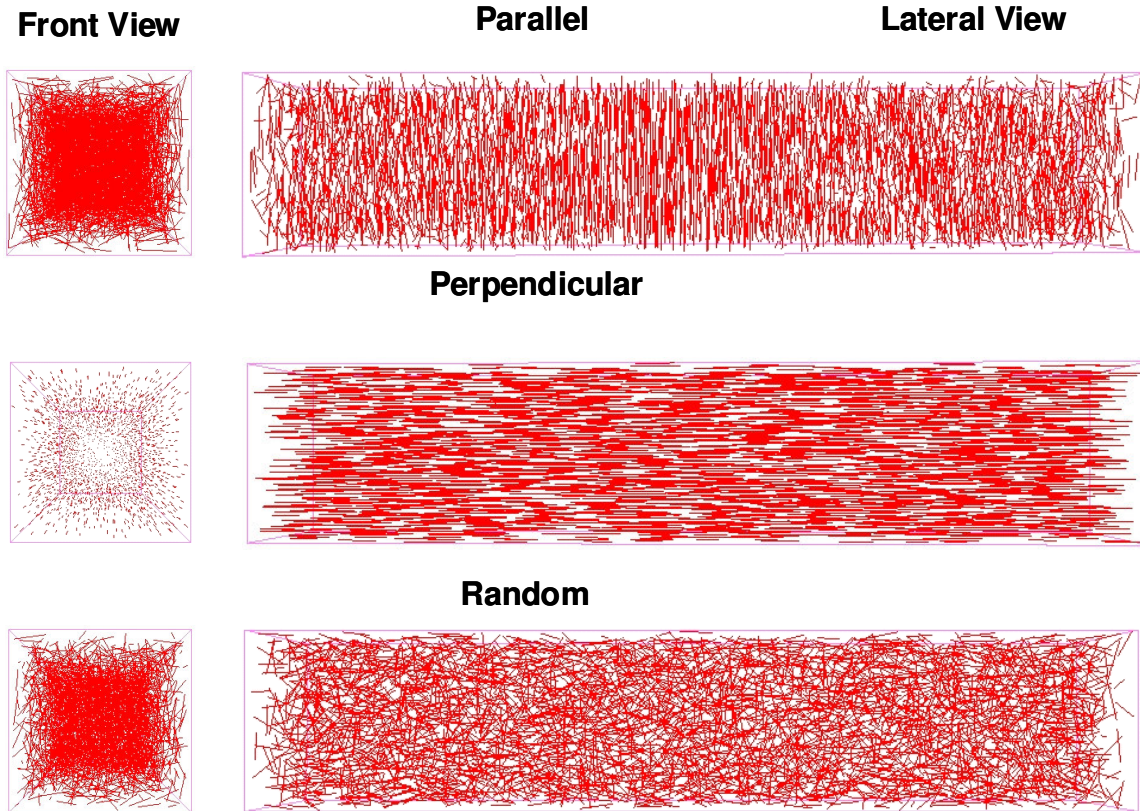 Front View
Parallel
Lateral View
Perpendicular
Random